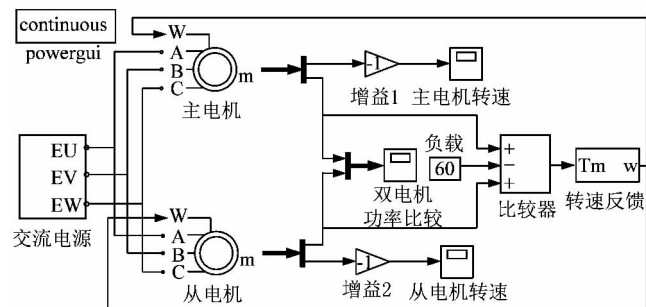 continuous
powergui
W
A
B
C
m
主电机
-1
增益1
主电机转速
EU
EV
EW
交流电源
双电机
功率比较
负载
60
+
−
+
比较器
Tm w
转速反馈
W
A
B
C
m
从电机
-1
增益2
从电机转速